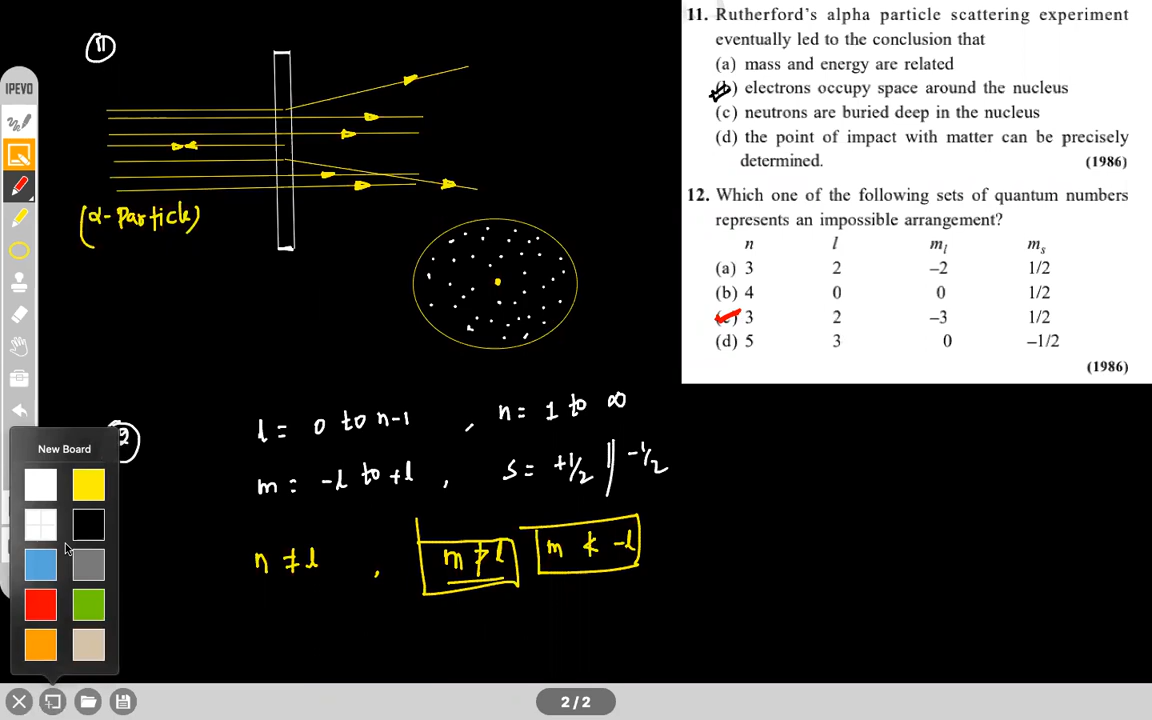 11. Rutherford's alpha particle scattering experiment
eventually led to the conclusion that
(a) mass and energy are related
(b) electrons occupy space around the nucleus
(c) neutrons are buried deep in the nucleus
(d) the point of impact with matter can be precisely
determined. (1986)
12. Which one of the following sets of quantum numbers
represents an impossible arrangement?
n l mₗ mₛ
(a) 3 2 –2 1/2
(b) 4 0 0 1/2
(c) 3 2 –3 1/2
(d) 5 3 0 –1/2
(1986)
11
IPEVO
(α-Particle)
l = 0 to n-1 , n = 1 to ∞
m = -l to +l , s = +1/2 || -1/2
n ≠ l , m ≯ l m ≮ -l
New Board
2/2